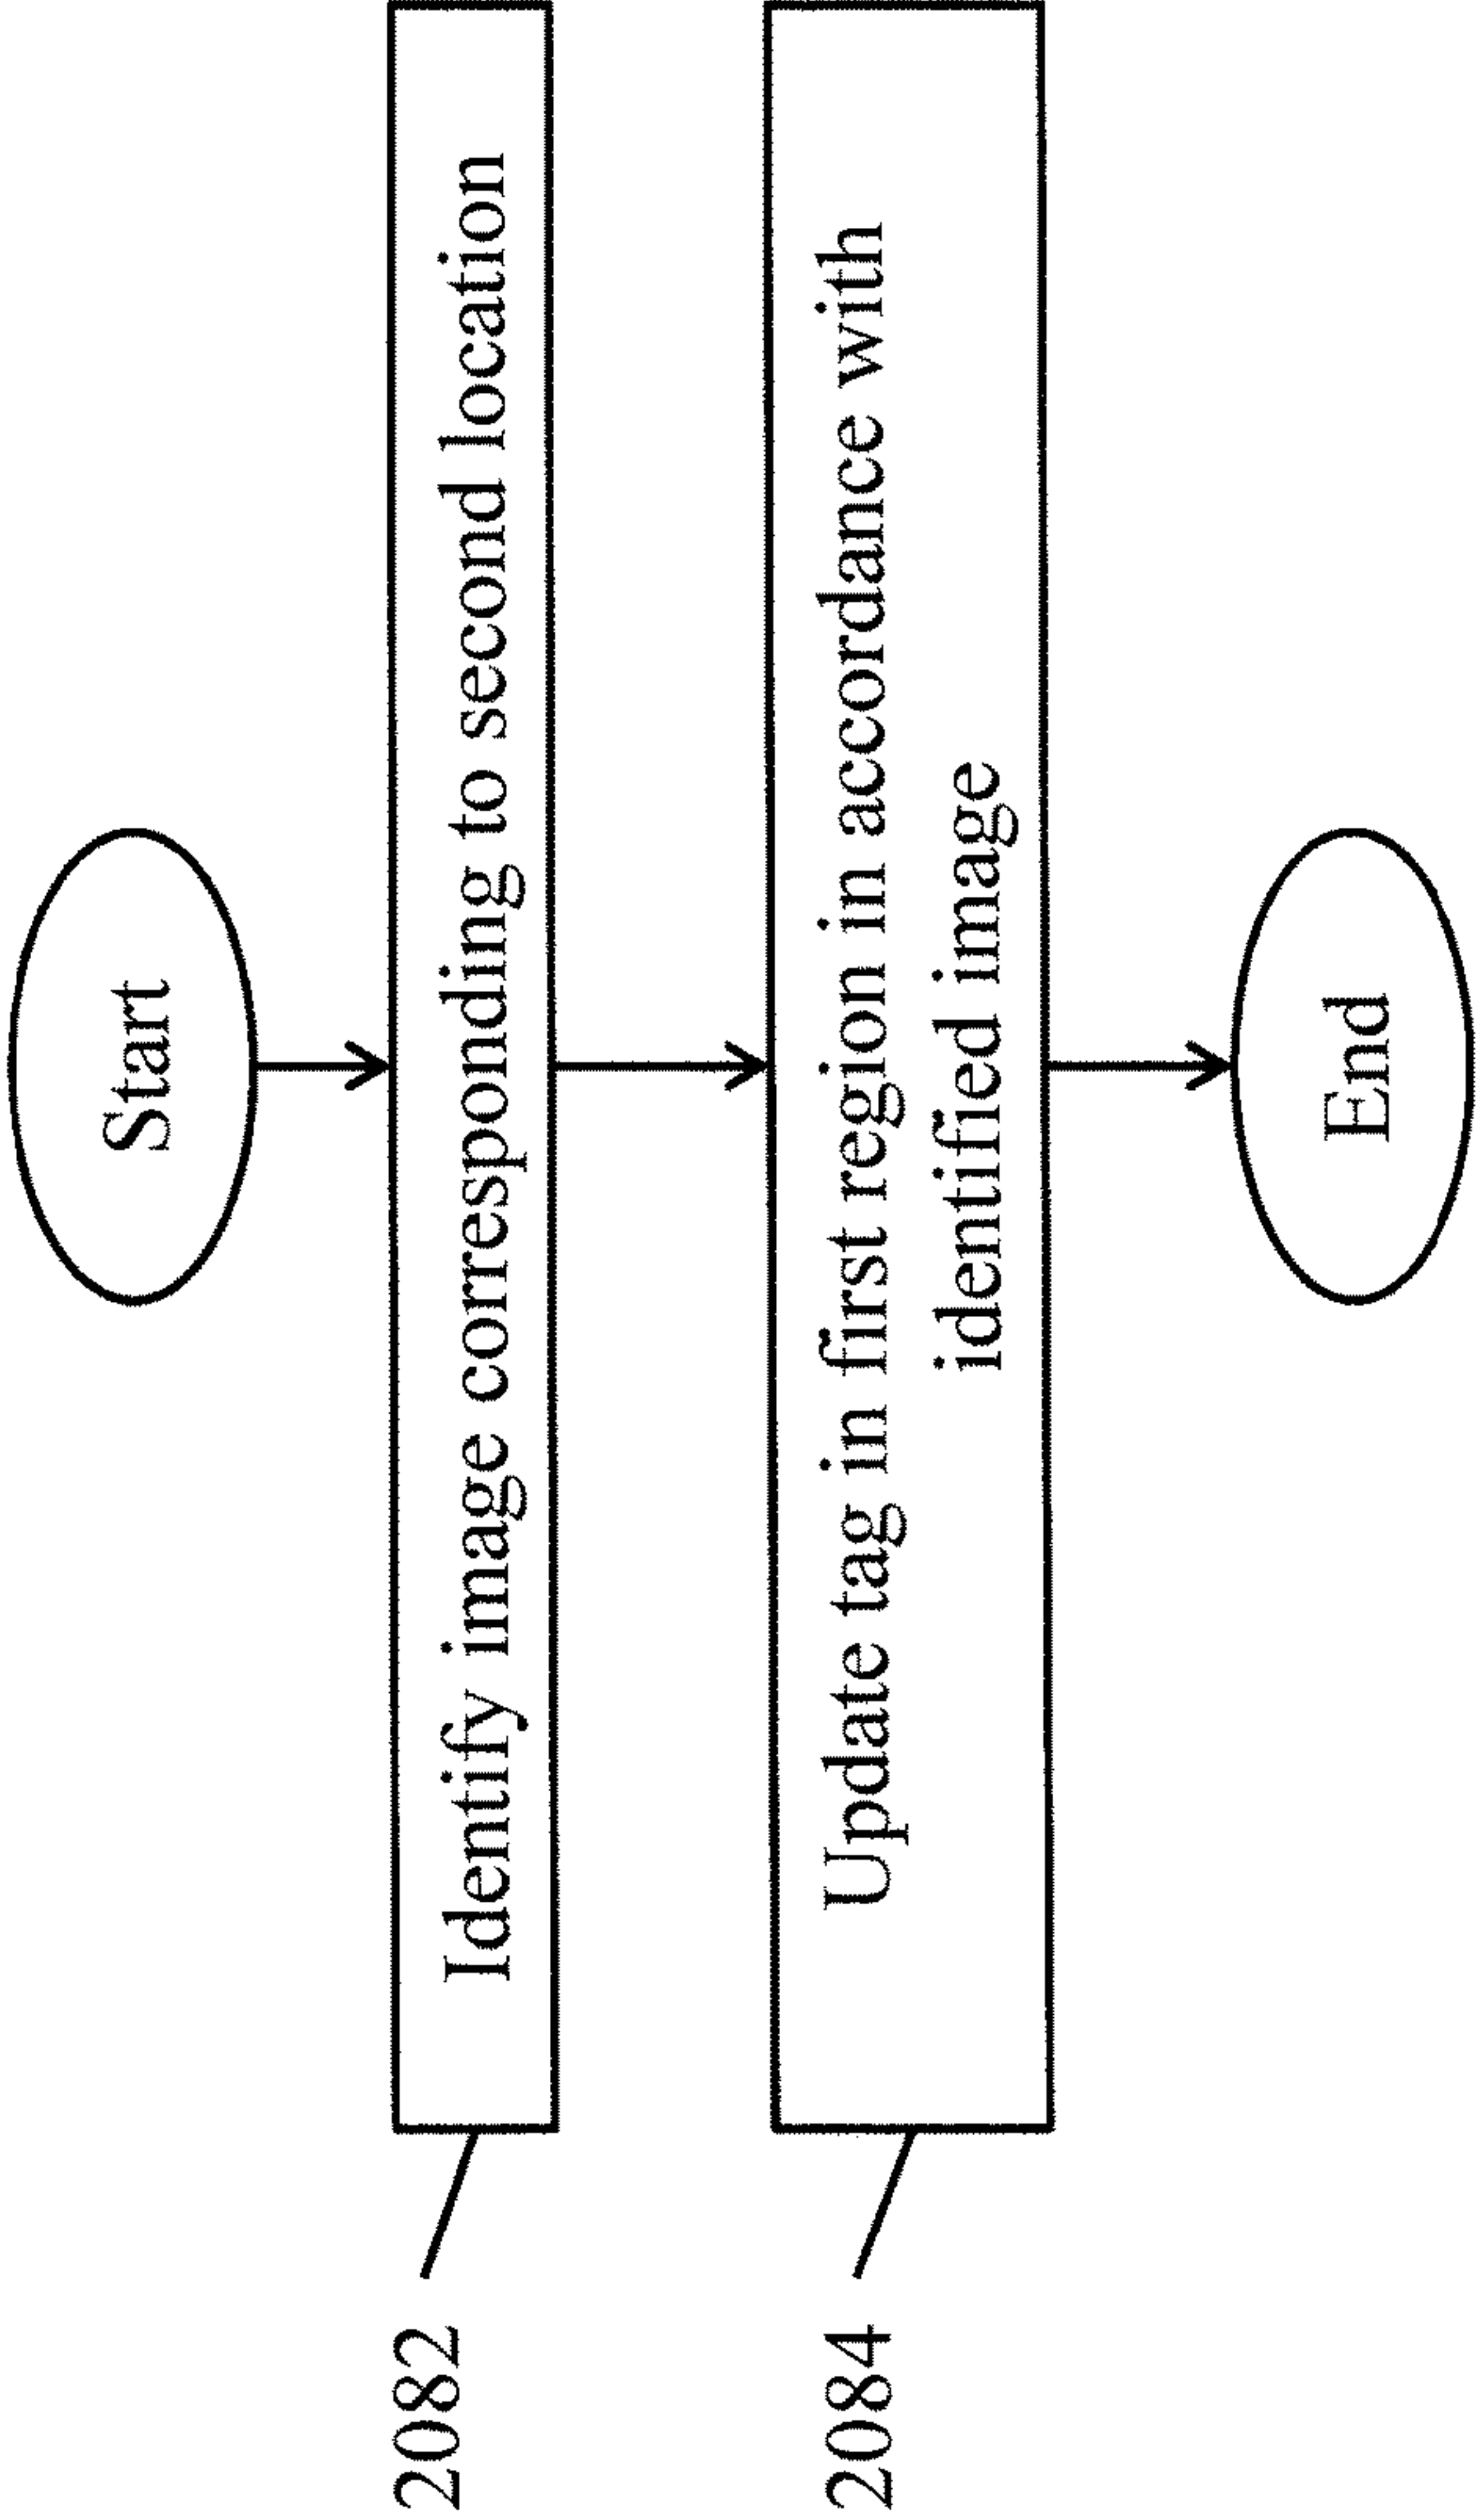 Start
2082
Identify image corresponding to second location
2084
Update tag in first region in accordance with
identified image
End